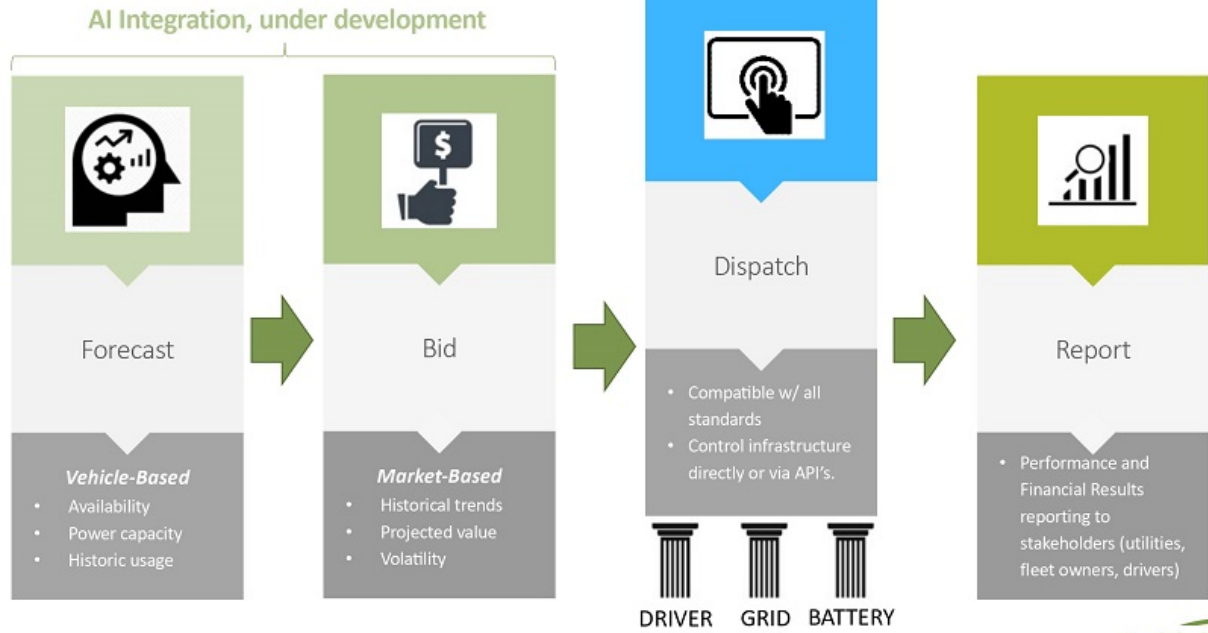 AI Integration, under development
$
Forecast
Vehicle-Based
• Availability
• Power capacity
• Historic usage
Bid
Market-Based
• Historical trends
• Projected value
• Volatility
Dispatch
• Compatible w/ all
standards
• Control infrastructure
directly or via API's.
DRIVER GRID BATTERY
Report
• Performance and
Financial Results
reporting to
stakeholders (utilities,
fleet owners, drivers)